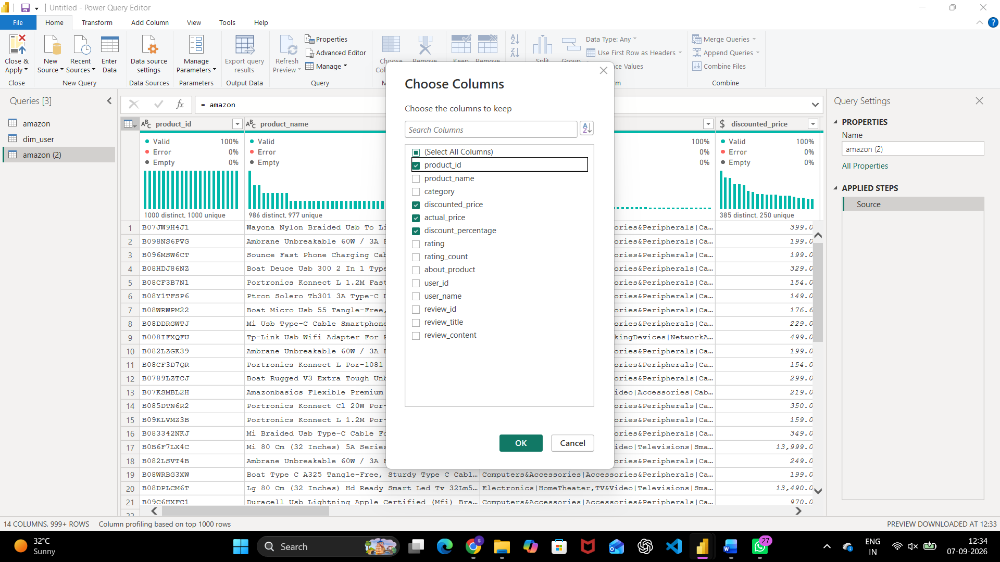 Untitled - Power Query Editor
File Home Transform Add Column View Tools Help
Close & Apply
Close
New Source
Recent Sources
Enter Data
New Query
Data source settings
Data Sources
Manage Parameters
Parameters
Export query results
Output Data
Refresh Preview
Properties
Advanced Editor
Manage
Query
Choose
Remove
Keep
Remove
Split
Group
Data Type: Any
Use First Row as Headers
Values
Merge Queries
Append Queries
Combine Files
Combine
Queries [3]
amazon
dim_user
amazon (2)
= amazon
product_id product_name discounted_price
Valid 100% Valid 100% Valid 100%
Error 0% Error 0% Error 0%
Empty 0% Empty 0% Empty 0%
1000 distinct, 1000 unique 986 distinct, 977 unique 385 distinct, 250 unique
1 B07JW9H4J1 Wayona Nylon Braided Usb To Li ories&Peripherals|Ca... 399.0
2 B098NS6PVG Ambrane Unbreakable 60W / 3A ories&Peripherals|Ca... 199.0
3 B096MSW6CT Sounce Fast Phone Charging Cab ories&Peripherals|Ca... 199.0
4 B08HDJ86NZ Boat Deuce Usb 300 2 In 1 Type ories&Peripherals|Ca... 329.0
5 B08CF3B7N1 Portronics Konnect L 1.2M Fast ories&Peripherals|Ca... 154.0
6 B08Y1TFSP6 Ptron Solero Tb301 3A Type-C ories&Peripherals|Ca... 149.0
7 B08WRWPM22 Boat Micro Usb 55 Tangle-Free, ories&Peripherals|Ca... 176.6
8 B08DDRGWTJ Mi Usb Type-C Cable Smartphone ories&Peripherals|Ca... 229.0
9 B008IFXQFU Tp-Link Usb Wifi Adapter For kingDevices|NetworkA... 499.0
10 B082LZGK39 Ambrane Unbreakable 60W / 3A ories&Peripherals|Ca... 199.0
11 B08CF3D7QR Portronics Konnect L Por-1081 ories&Peripherals|Ca... 154.0
12 B0789LZTCJ Boat Rugged V3 Extra Tough Unb ories&Peripherals|Ca... 299.0
13 B07KSMBL2H Amazonbasics Flexible Premium ideo|Accessories|Cab... 219.0
14 B085DTN6R2 Portronics Konnect Cl 20W Por- ories&Peripherals|Ca... 350.0
15 B09KLVMZ3B Portronics Konnect L 1.2M Por- ories&Peripherals|Ca... 159.0
16 B083342NKJ Mi Braided Usb Type-C Cable Fo ories&Peripherals|Ca... 349.0
17 B0B6F7LX4C Mi 80 Cm (32 Inches) 5A Series ideo|Televisions|Sma... 13,999.0
18 B082LSVT4B Ambrane Unbreakable 60W / 3A ories&Peripherals|Ca... 249.0
19 B08WRBG3XW Boat Type C A325 Tangle-Free, Sturdy Type C Cabl... Computers&Accessories|Accessories&Peripherals|Ca... 199.0
20 B08DPLCM6T Lg 80 Cm (32 Inches) Hd Ready Smart Led Tv 32Lm5... Electronics|HomeTheater,TV&Video|Televisions|Sma... 13,490.0
21 B09C6HXFC1 Duracell Usb Lightning Apple Certified (Mfi) Bra... Computers&Accessories|Accessories&Peripherals|Ca... 970.0
22
Choose Columns
Choose the columns to keep
Search Columns
(Select All Columns)
product_id
product_name
category
discounted_price
actual_price
discount_percentage
rating
rating_count
about_product
user_id
user_name
review_id
review_title
review_content
OK Cancel
Query Settings
PROPERTIES
Name
amazon (2)
All Properties
APPLIED STEPS
Source
14 COLUMNS, 999+ ROWS Column profiling based on top 1000 rows PREVIEW DOWNLOADED AT 12:33
32°C
Sunny
Search
27
ENG
IN
12:34
07-09-2026